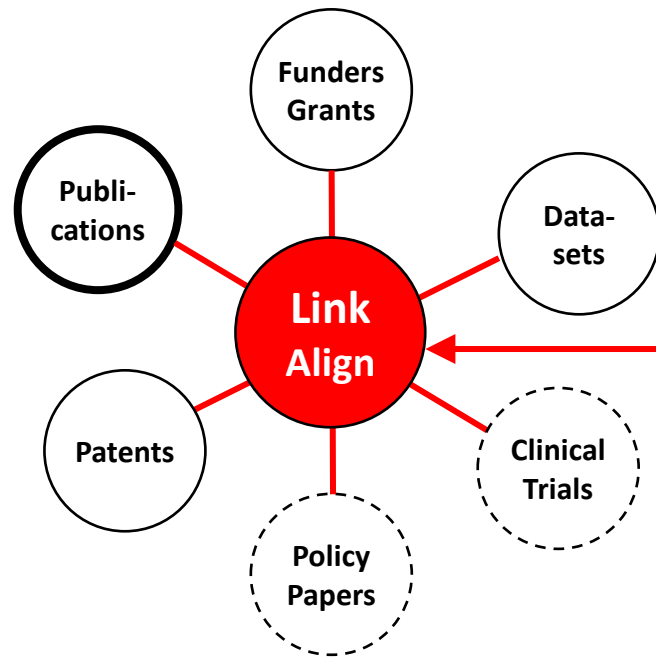 Funders
Grants
Publi-
cations
Data-
sets
Link
Align
Patents
Clinical
Trials
Policy
Papers